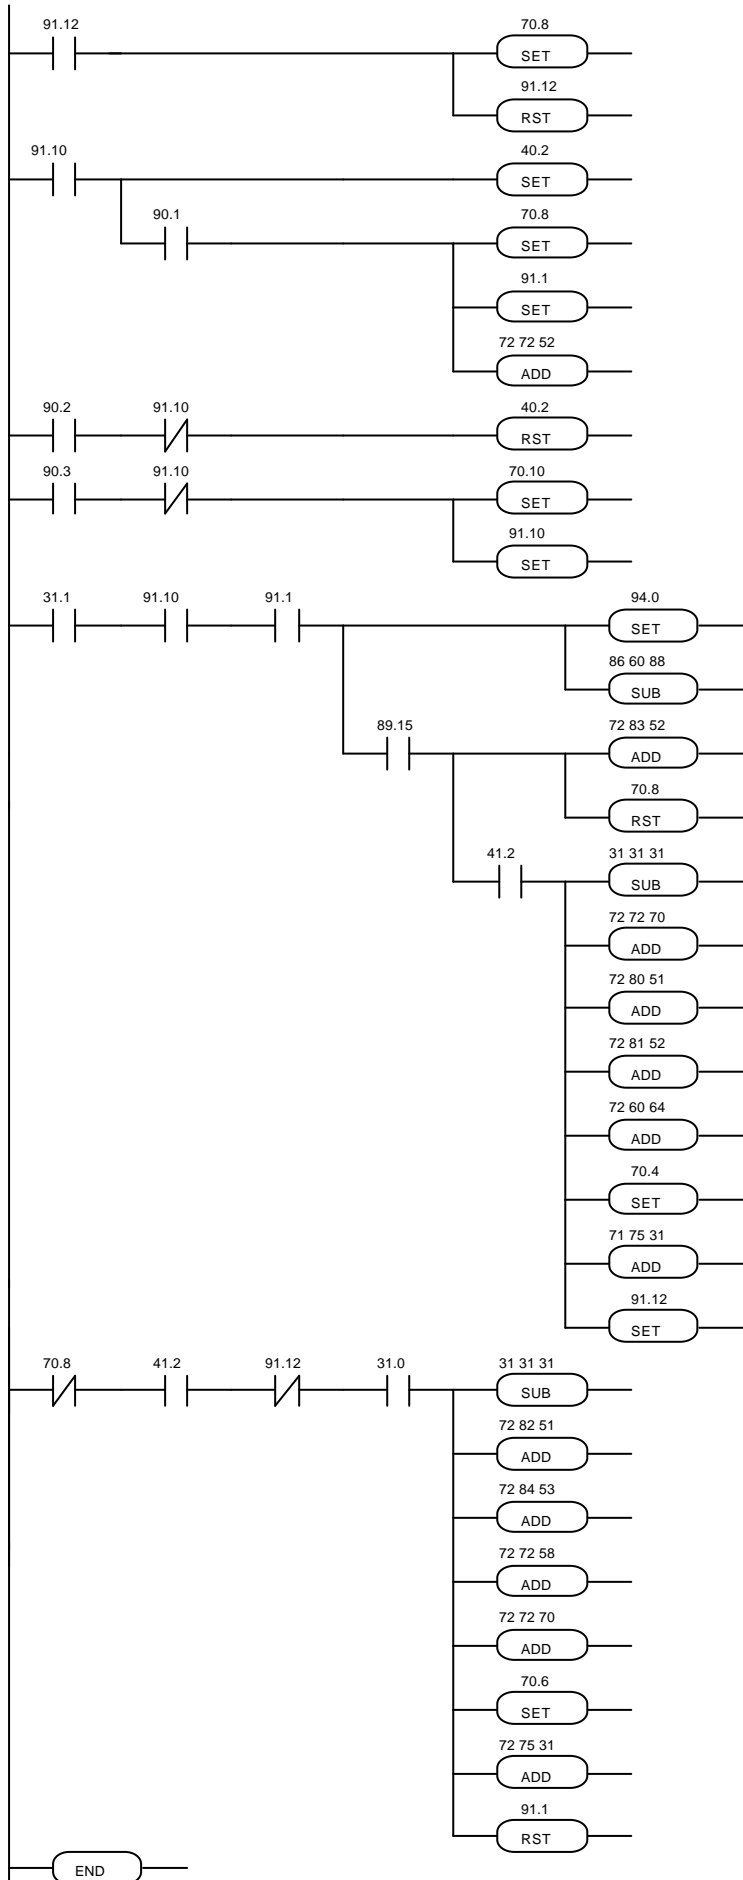 91.12 70.8
SET
91.12
RST
91.10 40.2
SET
90.1 70.8
SET
91.1
SET
72 72 52
ADD
90.2 91.10 40.2
RST
90.3 91.10 70.10
SET
91.10
SET
31.1 91.10 91.1 94.0
SET
86 60 88
SUB
89.15 72 83 52
ADD
70.8
RST
41.2 31 31 31
SUB
72 72 70
ADD
72 80 51
ADD
72 81 52
ADD
72 60 64
ADD
70.4
SET
71 75 31
ADD
91.12
SET
70.8 41.2 91.12 31.0 31 31 31
SUB
72 82 51
ADD
72 84 53
ADD
72 72 58
ADD
72 72 70
ADD
70.6
SET
72 75 31
ADD
91.1
RST
END